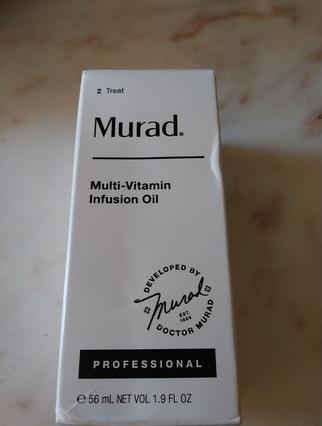 2 Treat
Murad®
Multi-Vitamin
Infusion Oil
DEVELOPED BY
Murad
EST.
1989
DOCTOR MURAD
PROFESSIONAL
℮ 56 mL NET VOL 1.9 FL OZ